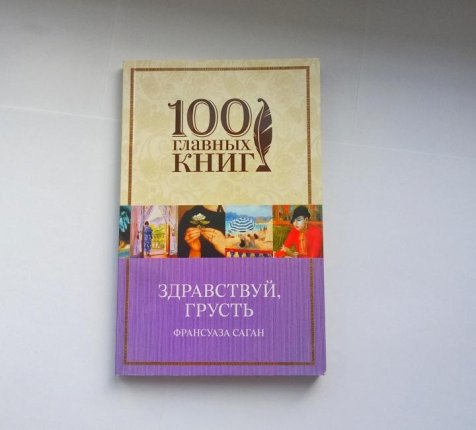 100
ГЛАВНЫХ
КНИГ
ЗДРАВСТВУЙ,
ГРУСТЬ
ФРАНСУАЗА САГАН